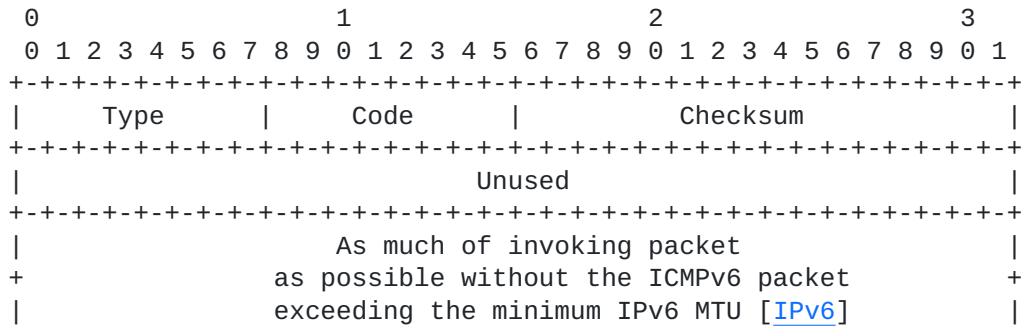 0                   1                   2                   3
 0 1 2 3 4 5 6 7 8 9 0 1 2 3 4 5 6 7 8 9 0 1 2 3 4 5 6 7 8 9 0 1
+-+-+-+-+-+-+-+-+-+-+-+-+-+-+-+-+-+-+-+-+-+-+-+-+-+-+-+-+-+-+-+-+
|     Type      |     Code      |          Checksum             |
+-+-+-+-+-+-+-+-+-+-+-+-+-+-+-+-+-+-+-+-+-+-+-+-+-+-+-+-+-+-+-+-+
|                             Unused                            |
+-+-+-+-+-+-+-+-+-+-+-+-+-+-+-+-+-+-+-+-+-+-+-+-+-+-+-+-+-+-+-+-+
|                    As much of invoking packet                 |
+                as possible without the ICMPv6 packet          +
|                exceeding the minimum IPv6 MTU [IPv6]          |